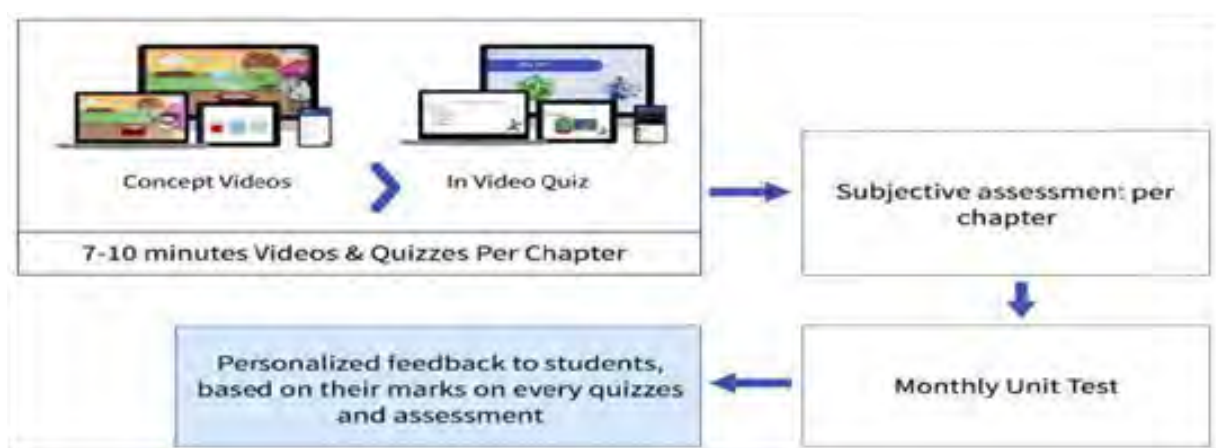 Concept Videos
In Video Quiz
7-10 minutes Videos & Quizzes Per Chapter
Subjective assessment per
chapter
Monthly Unit Test
Personalized feedback to students,
based on their marks on every quizzes
and assessment